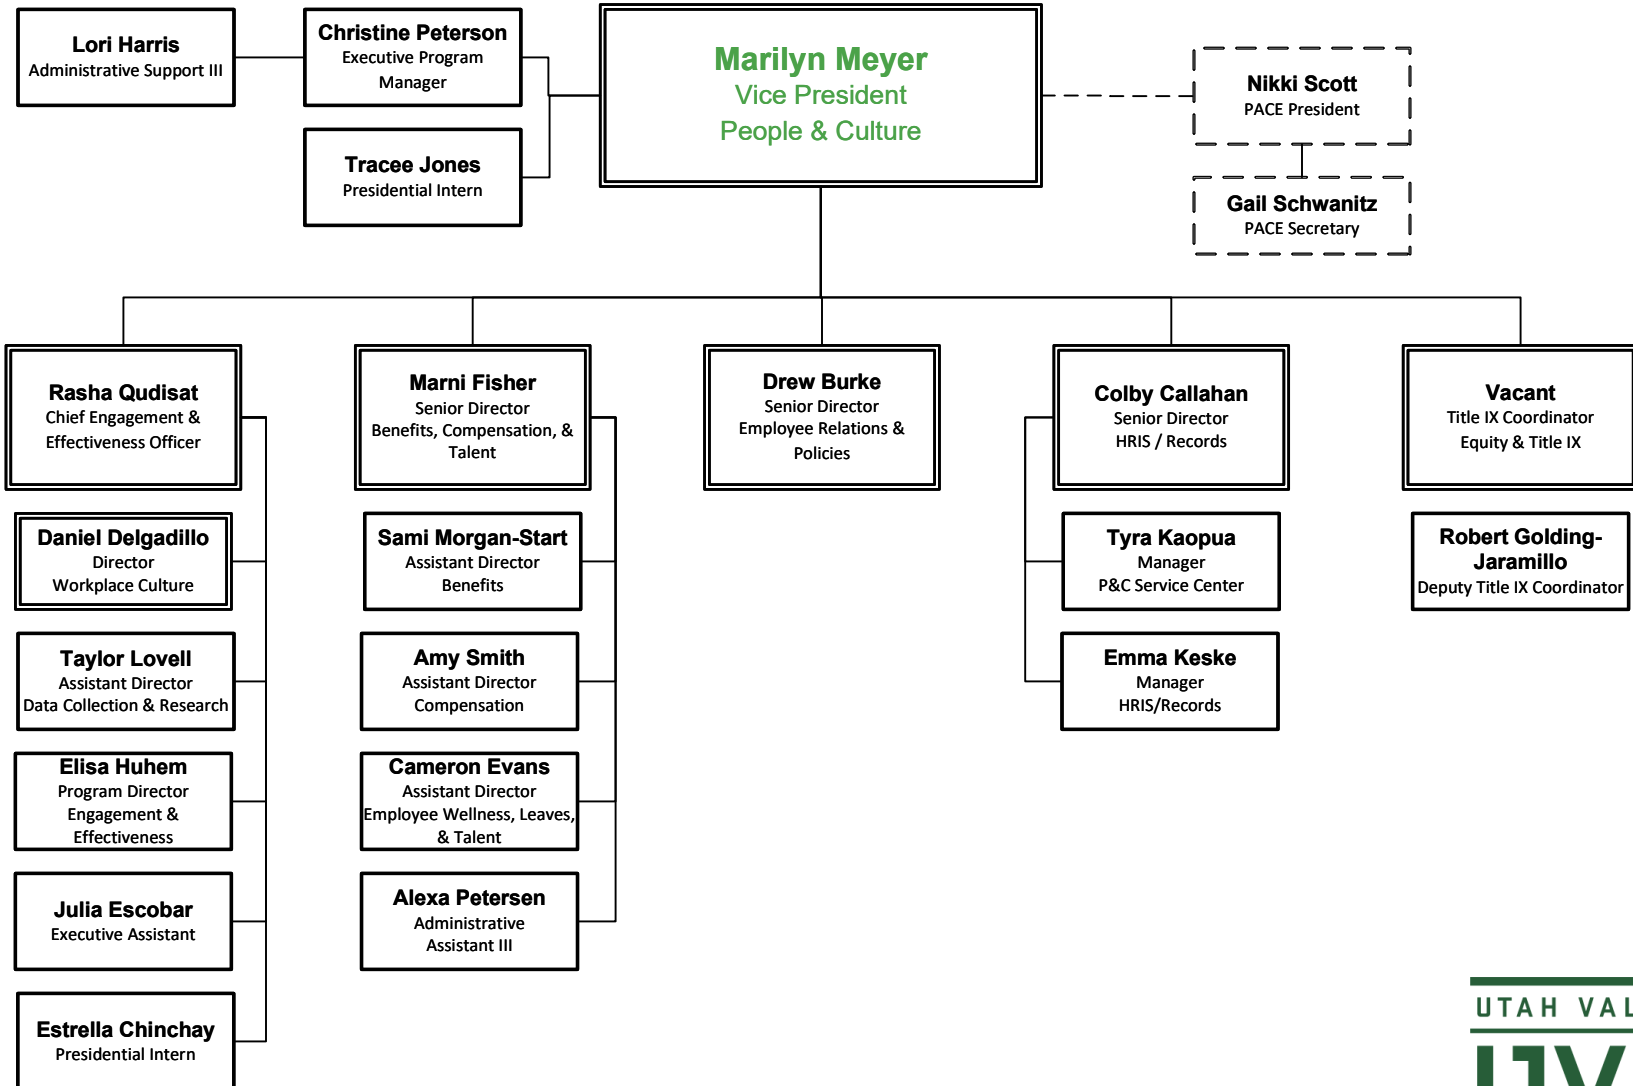 Lori Harris
Administrative Support III
Christine Peterson
Executive Program
Manager
Tracee Jones
Presidential Intern
Marilyn Meyer
Vice President
People & Culture
Nikki Scott
PACE President
Gail Schwanitz
PACE Secretary
Rasha Qudisat
Chief Engagement &
Effectiveness Officer
Daniel Delgadillo
Director
Workplace Culture
Taylor Lovell
Assistant Director
Data Collection & Research
Elisa Huhem
Program Director
Engagement &
Effectiveness
Julia Escobar
Executive Assistant
Estrella Chinchay
Presidential Intern
Marni Fisher
Senior Director
Benefits, Compensation, &
Talent
Sami Morgan-Start
Assistant Director
Benefits
Amy Smith
Assistant Director
Compensation
Cameron Evans
Assistant Director
Employee Wellness, Leaves,
& Talent
Alexa Petersen
Administrative
Assistant III
Drew Burke
Senior Director
Employee Relations &
Policies
Colby Callahan
Senior Director
HRIS / Records
Tyra Kaopua
Manager
P&C Service Center
Emma Keske
Manager
HRIS/Records
Vacant
Title IX Coordinator
Equity & Title IX
Robert Golding-
Jaramillo
Deputy Title IX Coordinator
UTAH VAL
UV